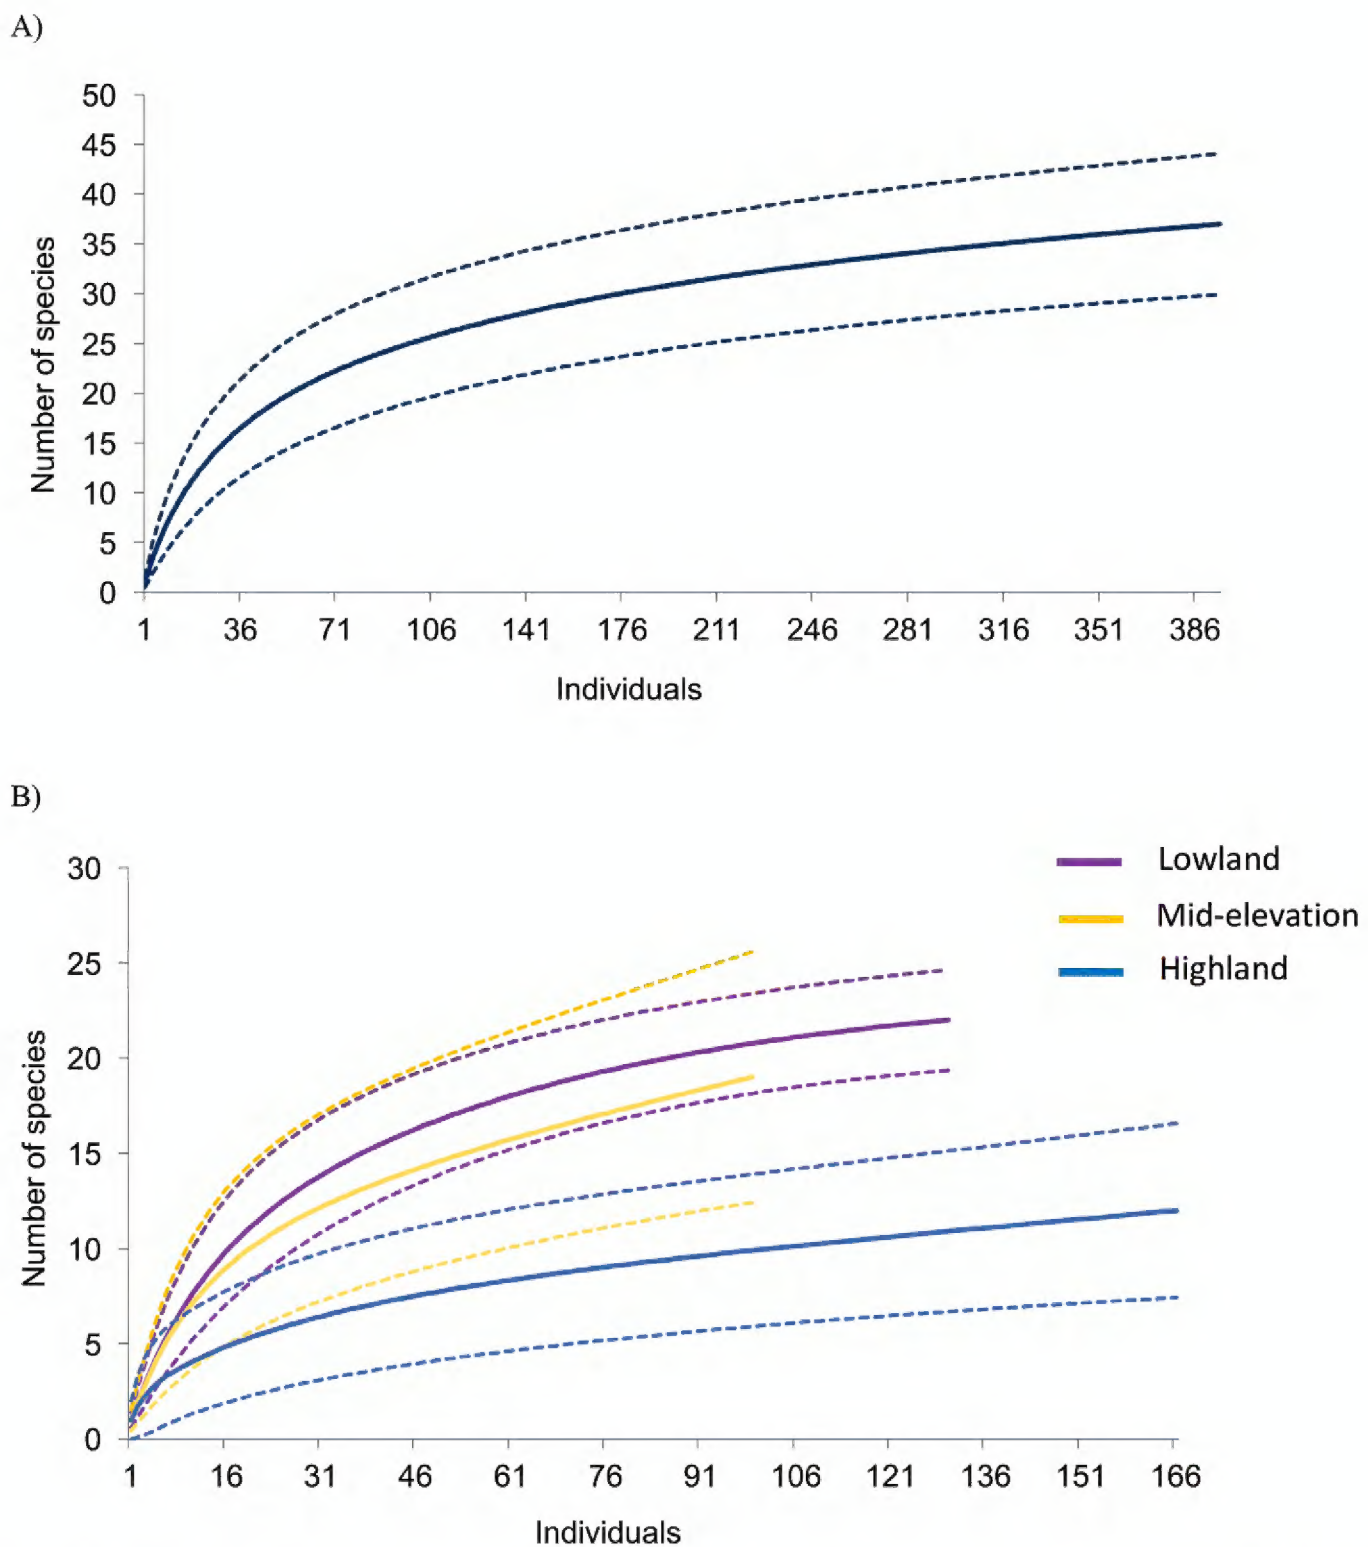 A)
50
45
40
35
30
25
20
15
10
5
0
Number of species
1 36 71 106 141 176 211 246 281 316 351 386
Individuals
B)
Lowland
Mid-elevation
Highland
30
25
20
15
10
5
0
Number of species
1 16 31 46 61 76 91 106 121 136 151 166
Individuals